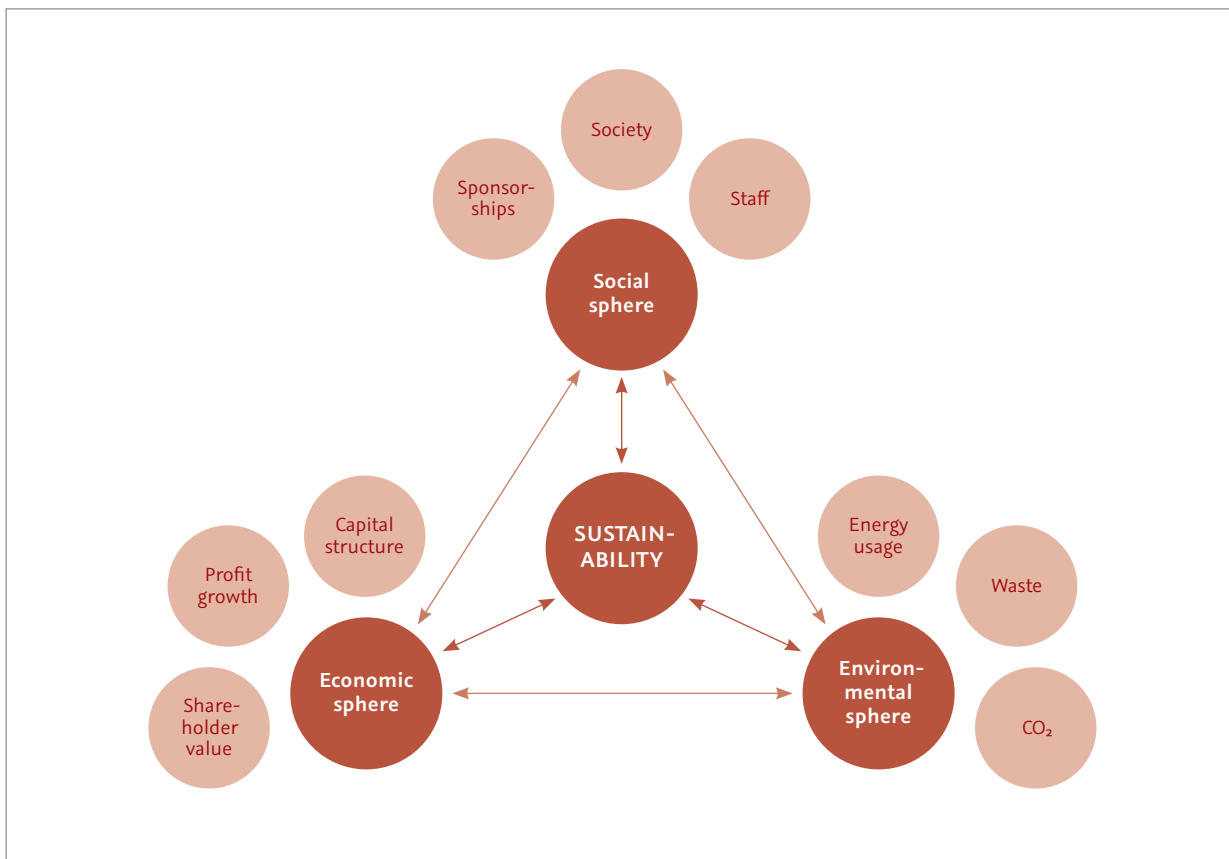 Society
Sponsor-
ships
Staff
Social
sphere
SUSTAIN-
ABILITY
Capital
structure
Profit
growth
Share-
holder
value
Economic
sphere
Energy
usage
Waste
CO₂
Environ-
mental
sphere